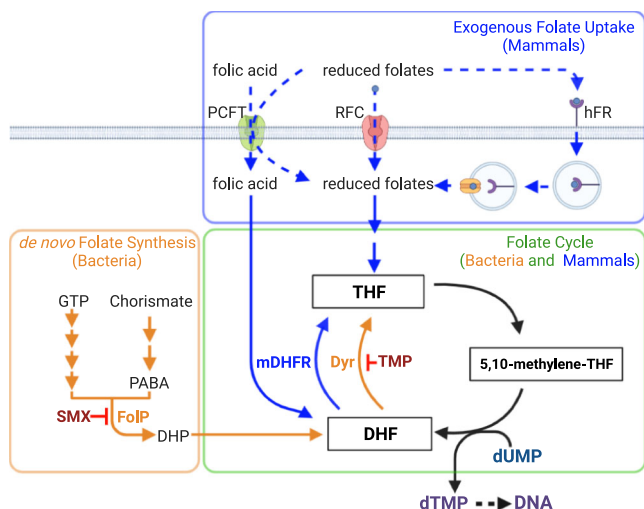 Exogenous Folate Uptake
(Mammals)
folic acid
reduced folates
PCFT
RFC
hFR
folic acid
reduced folates
de novo Folate Synthesis
(Bacteria)
Folate Cycle
(Bacteria and Mammals)
GTP
Chorismate
THF
mDHFR
Dyr
TMP
5,10-methylene-THF
PABA
SMX
FolP
DHP
DHF
dUMP
dTMP
DNA